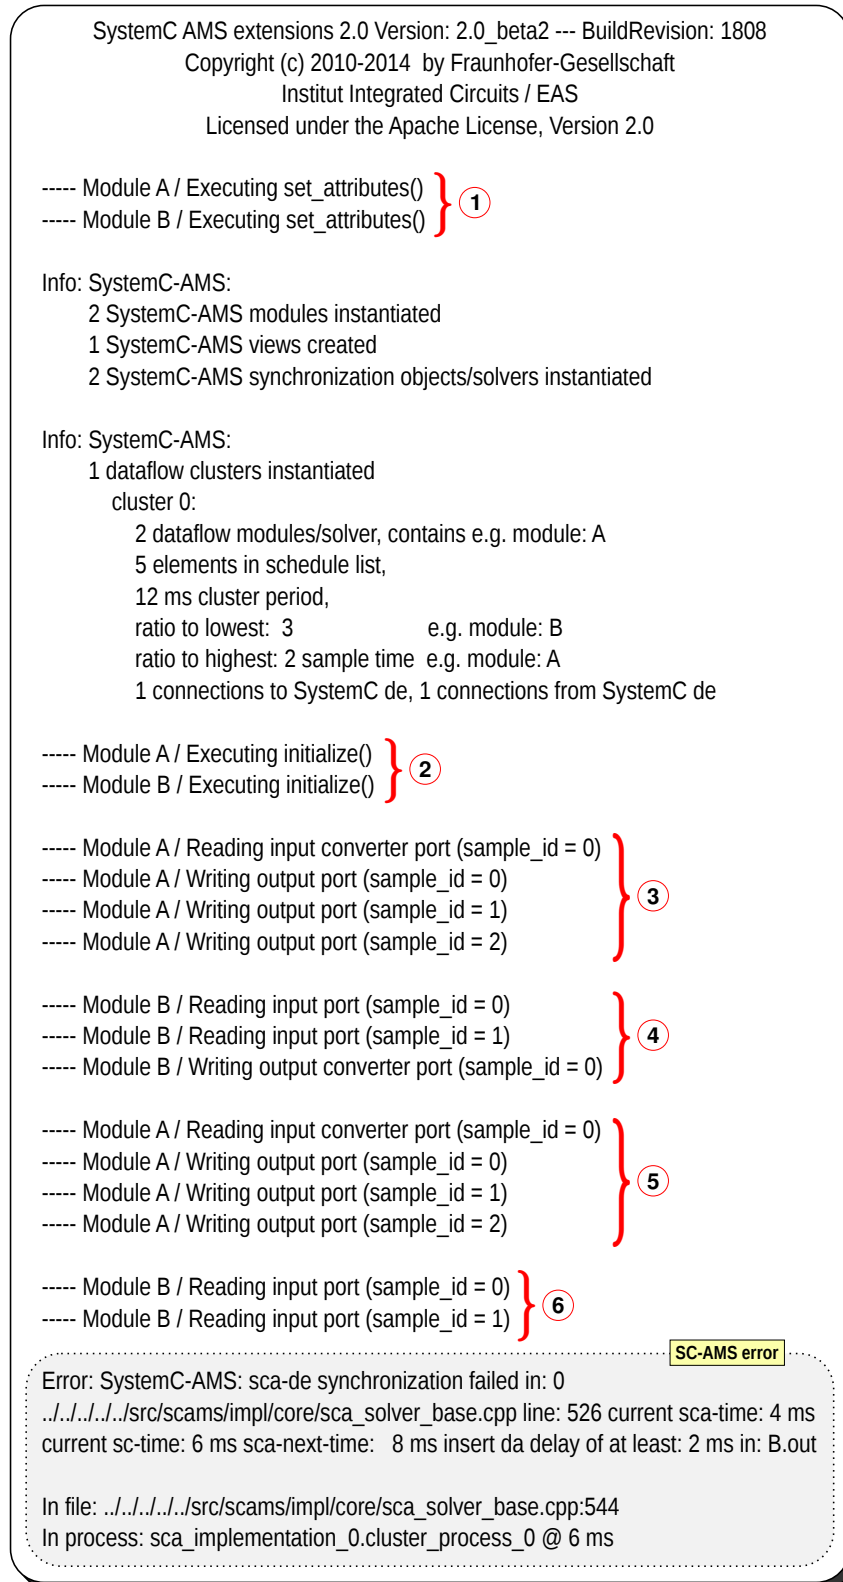 SystemC AMS extensions 2.0 Version: 2.0_beta2 --- BuildRevision: 1808
Copyright (c) 2010-2014 by Fraunhofer-Gesellschaft
Institut Integrated Circuits / EAS
Licensed under the Apache License, Version 2.0
----- Module A / Executing set_attributes()
----- Module B / Executing set_attributes()
1
Info: SystemC-AMS:
2 SystemC-AMS modules instantiated
1 SystemC-AMS views created
2 SystemC-AMS synchronization objects/solvers instantiated
Info: SystemC-AMS:
1 dataflow clusters instantiated
cluster 0:
2 dataflow modules/solver, contains e.g. module: A
5 elements in schedule list,
12 ms cluster period,
ratio to lowest: 3 e.g. module: B
ratio to highest: 2 sample time e.g. module: A
1 connections to SystemC de, 1 connections from SystemC de
----- Module A / Executing initialize()
----- Module B / Executing initialize()
2
----- Module A / Reading input converter port (sample_id = 0)
----- Module A / Writing output port (sample_id = 0)
----- Module A / Writing output port (sample_id = 1)
----- Module A / Writing output port (sample_id = 2)
3
----- Module B / Reading input port (sample_id = 0)
----- Module B / Reading input port (sample_id = 1)
----- Module B / Writing output converter port (sample_id = 0)
4
----- Module A / Reading input converter port (sample_id = 0)
----- Module A / Writing output port (sample_id = 0)
----- Module A / Writing output port (sample_id = 1)
----- Module A / Writing output port (sample_id = 2)
5
----- Module B / Reading input port (sample_id = 0)
----- Module B / Reading input port (sample_id = 1)
6
SC-AMS error
Error: SystemC-AMS: sca-de synchronization failed in: 0
../../../../../src/scams/impl/core/sca_solver_base.cpp line: 526 current sca-time: 4 ms
current sc-time: 6 ms sca-next-time: 8 ms insert da delay of at least: 2 ms in: B.out
In file: ../../../../../src/scams/impl/core/sca_solver_base.cpp:544
In process: sca_implementation_0.cluster_process_0 @ 6 ms